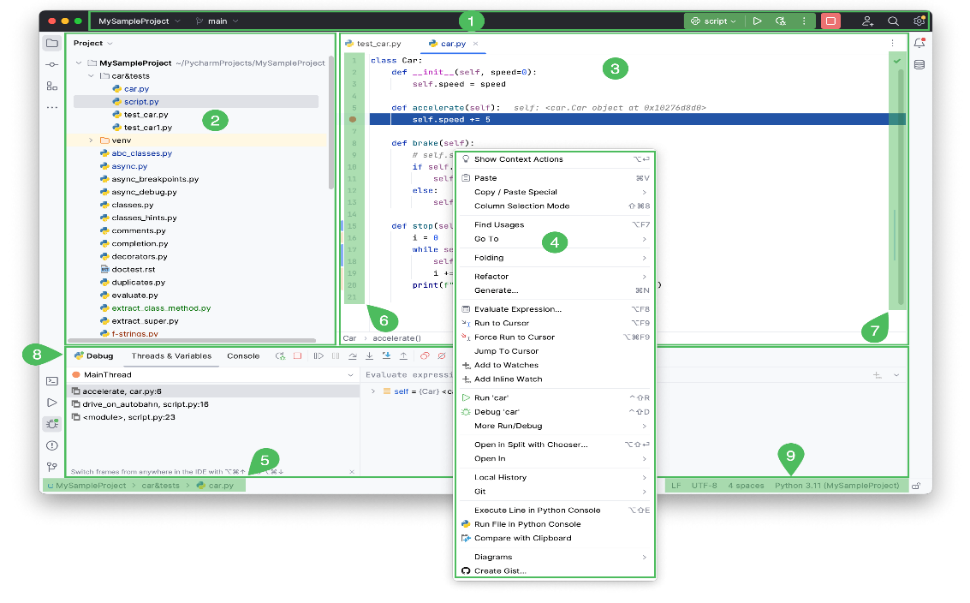 MySampleProject
main
1
script
Project
MySampleProject ~/PycharmProjects/MySampleProject
car&tests
car.py
script.py
test_car.py
test_car1.py
venv
abc_classes.py
async.py
async_breakpoints.py
async_debug.py
classes.py
classes_hints.py
comments.py
completion.py
decorators.py
doctest.rst
duplicates.py
evaluate.py
extract_class_method.py
extract_super.py
f-strings.py
2
test_car.py
car.py
3
1 class Car:
2 def __init__(self, speed=0):
3 self.speed = speed
4
5 def accelerate(self): self: <car.Car object at 0x10276d8d0>
self.speed += 5
7
8 def brake(self):
9 # self.s
10 if self.
11 self
12 else:
13 self
14
15 def stop(sel
16 i = 0
17 while se
18 self
19 i +=
20 print(f" )
21
Car > accelerate()
6
7
Show Context Actions ⌥⏎
Paste ⌘V
Copy / Paste Special
Column Selection Mode ⇧⌘8
Find Usages ⌥F7
Go To
4
Folding
Refactor
Generate... ⌘N
Evaluate Expression... ⌥F8
Run to Cursor ⌥F9
Force Run to Cursor ⌥⌘F9
Jump To Cursor
Add to Watches
Add Inline Watch
Run 'car' ^⇧R
Debug 'car' ^⇧D
More Run/Debug
Open in Split with Chooser... ⌥⇧⏎
Open In
Local History
Git
Execute Line in Python Console ⌥⇧E
Run File in Python Console
Compare with Clipboard
Diagrams
Create Gist...
8
Debug Threads & Variables Console
MainThread
accelerate, car.py:6
drive_on_autobahn, script.py:16
<module>, script.py:23
Evaluate expressi
self = {Car} <c
Switch frames from anywhere in the IDE with ⌥⌘↑ ⌥⌘↓
5
9
MySampleProject > car&tests > car.py
LF UTF-8 4 spaces Python 3.11 (MySampleProject)